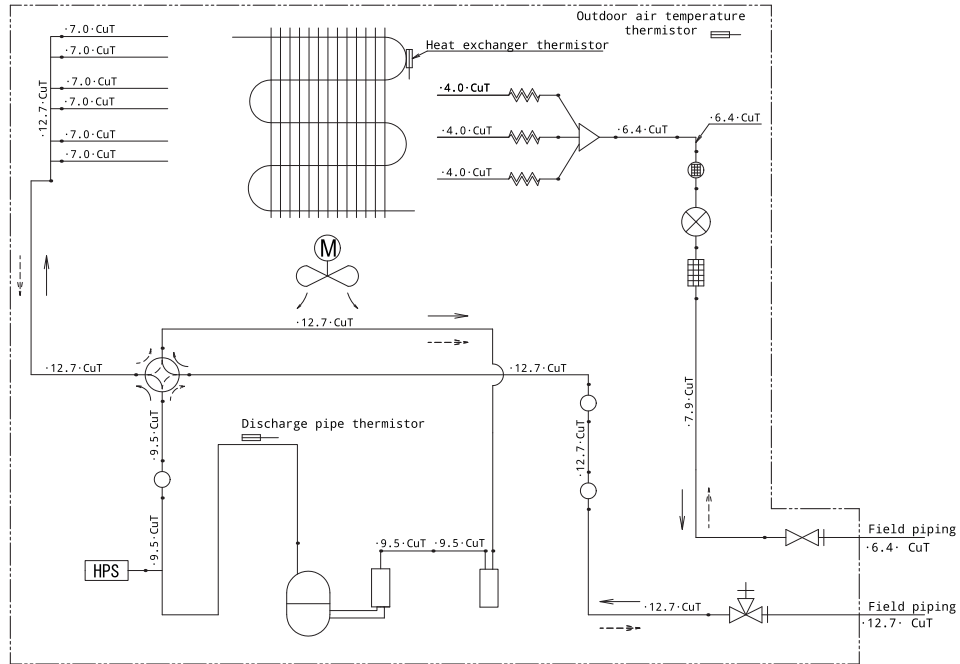 Outdoor air temperature
thermistor
·7.0·CuT
·7.0·CuT
·7.0·CuT
·7.0·CuT
·7.0·CuT
·7.0·CuT
·12.7·CuT
Heat exchanger thermistor
·4.0·CuT
·4.0·CuT
·4.0·CuT
·6.4·CuT
·6.4·CuT
M
·12.7·CuT
·12.7·CuT
·12.7·CuT
·9.5·CuT
Discharge pipe thermistor
·12.7·CuT
·7.9·CuT
·9.5·CuT
HPS
·9.5·CuT ·9.5·CuT
Field piping
·6.4· CuT
·12.7·CuT
Field piping
·12.7· CuT